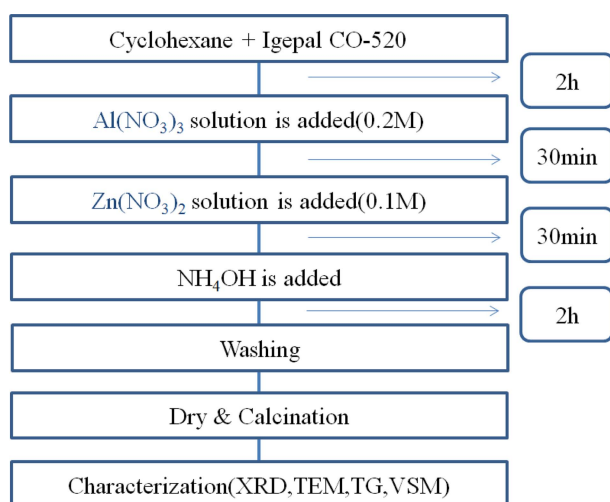 Cyclohexane + Igepal CO-520
2h
Al(NO₃)₃ solution is added(0.2M)
30min
Zn(NO₃)₂ solution is added(0.1M)
30min
NH₄OH is added
2h
Washing
Dry & Calcination
Characterization(XRD,TEM,TG,VSM)